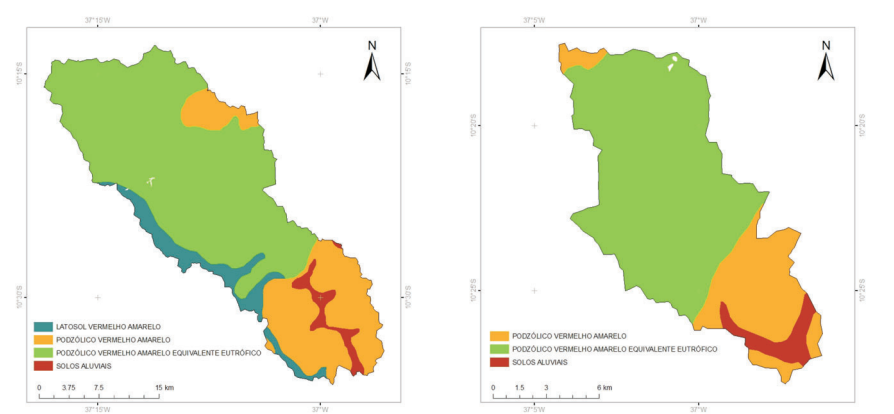 37°15'W 37°W
N
10°15'S 10°15'S
10°30'S 10°30'S
LATOSOL VERMELHO AMARELO
PODZÓLICO VERMELHO AMARELO
PODZÓLICO VERMELHO AMARELO EQUIVALENTE EUTRÓFICO
SOLOS ALUVIAIS
0 3.75 7.5 15 km
37°15'W 37°W
37°5'W 37°W
N
10°20'S 10°20'S
10°25'S 10°25'S
PODZÓLICO VERMELHO AMARELO
PODZÓLICO VERMELHO AMARELO EQUIVALENTE EUTRÓFICO
SOLOS ALUVIAIS
0 1.5 3 6 km
37°5'W 37°W